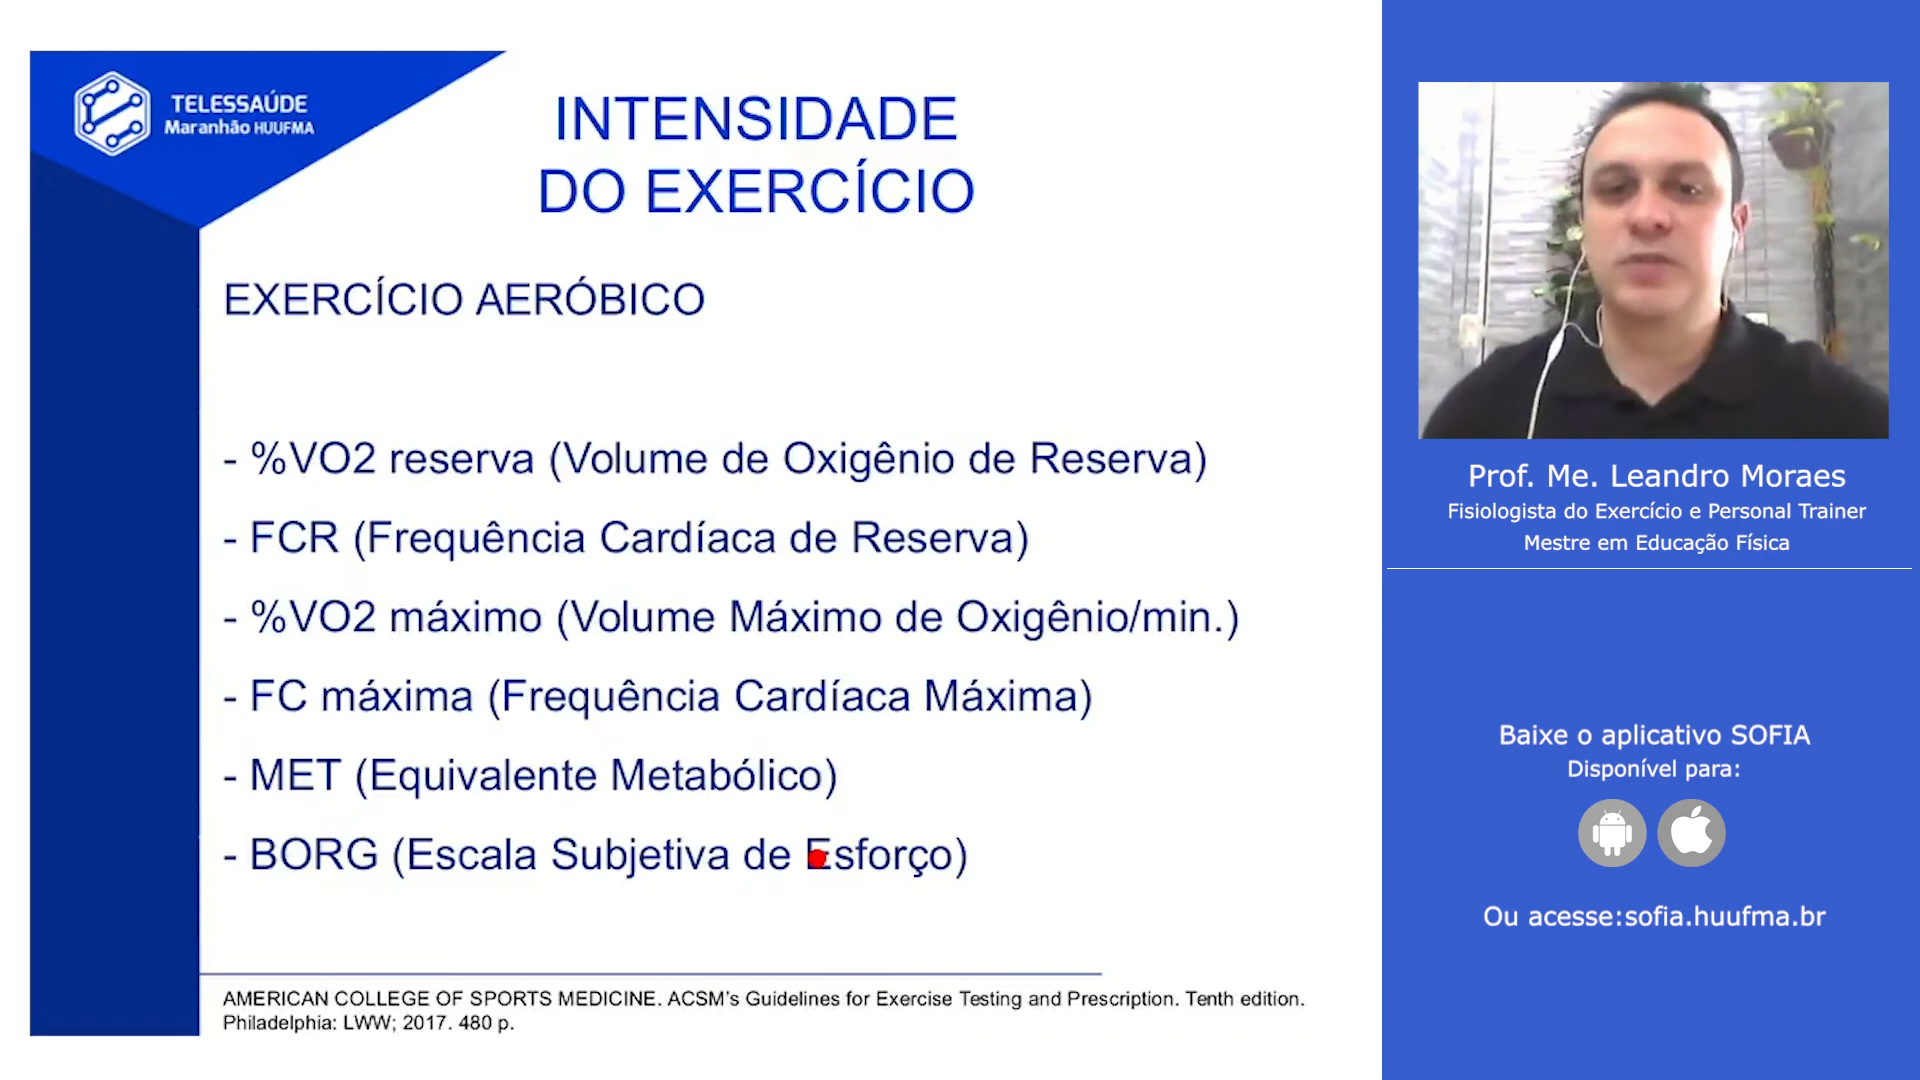 TELESSAÚDE
Maranhão HUUFMA
INTENSIDADE
DO EXERCÍCIO
EXERCÍCIO AERÓBICO
- %VO2 reserva (Volume de Oxigênio de Reserva)
- FCR (Frequência Cardíaca de Reserva)
- %VO2 máximo (Volume Máximo de Oxigênio/min.)
- FC máxima (Frequência Cardíaca Máxima)
- MET (Equivalente Metabólico)
- BORG (Escala Subjetiva de Esforço)
AMERICAN COLLEGE OF SPORTS MEDICINE. ACSM's Guidelines for Exercise Testing and Prescription. Tenth edition.
Philadelphia: LWW; 2017. 480 p.
Prof. Me. Leandro Moraes
Fisiologista do Exercício e Personal Trainer
Mestre em Educação Física
Baixe o aplicativo SOFIA
Disponível para:
Ou acesse:sofia.huufma.br